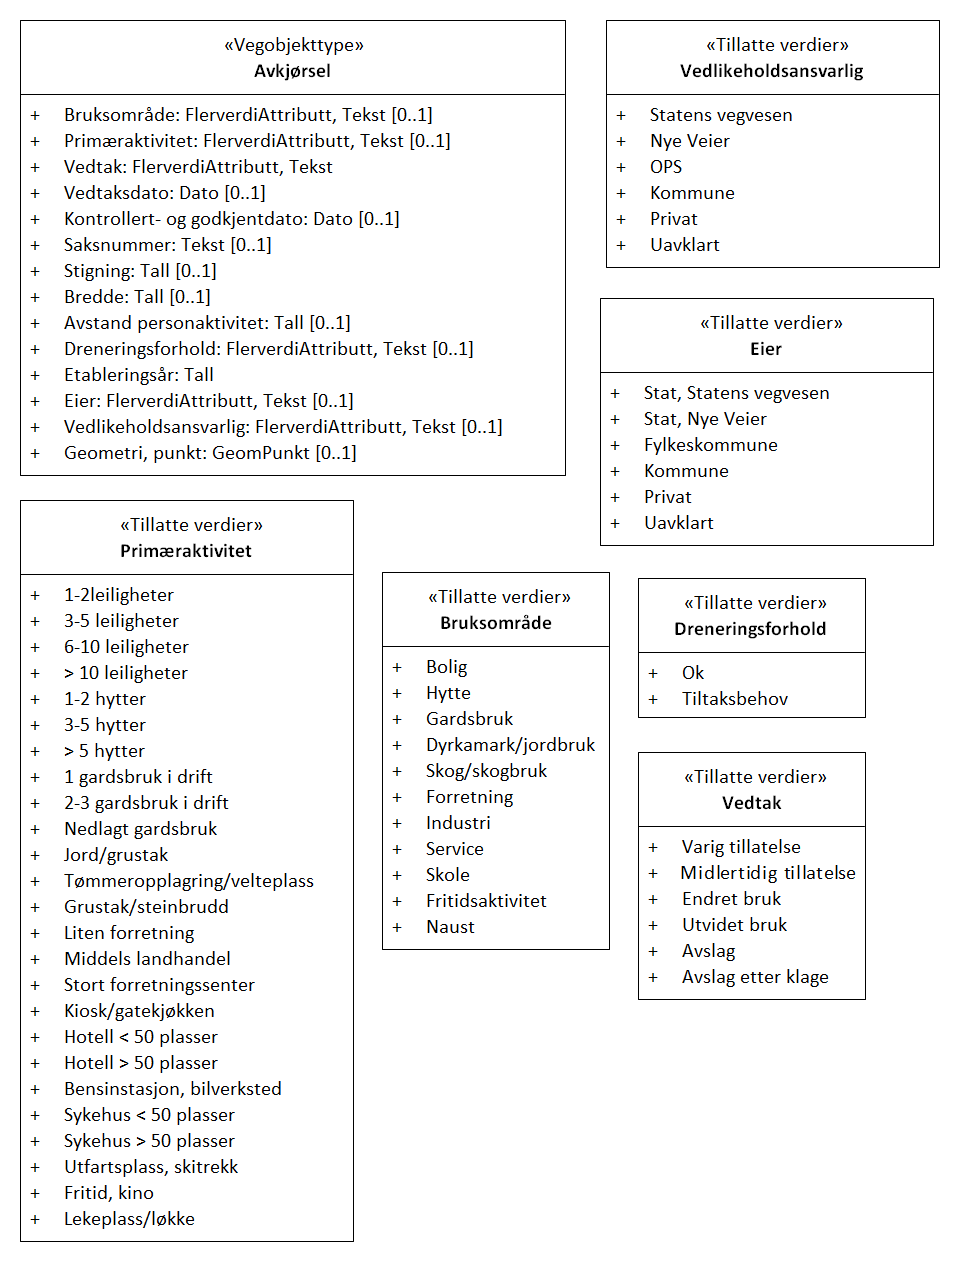 «Vegobjekttype»
Avkjørsel
+ Bruksområde: FlerverdiAttributt, Tekst [0..1]
+ Primæraktivitet: FlerverdiAttributt, Tekst [0..1]
+ Vedtak: FlerverdiAttributt, Tekst
+ Vedtaksdato: Dato [0..1]
+ Kontrollert- og godkjentdato: Dato [0..1]
+ Saksnummer: Tekst [0..1]
+ Stigning: Tall [0..1]
+ Bredde: Tall [0..1]
+ Avstand personaktivitet: Tall [0..1]
+ Dreneringsforhold: FlerverdiAttributt, Tekst [0..1]
+ Etableringsår: Tall
+ Eier: FlerverdiAttributt, Tekst [0..1]
+ Vedlikeholdsansvarlig: FlerverdiAttributt, Tekst [0..1]
+ Geometri, punkt: GeomPunkt [0..1]
«Tillatte verdier»
Vedlikeholdsansvarlig
+ Statens vegvesen
+ Nye Veier
+ OPS
+ Kommune
+ Privat
+ Uavklart
«Tillatte verdier»
Eier
+ Stat, Statens vegvesen
+ Stat, Nye Veier
+ Fylkeskommune
+ Kommune
+ Privat
+ Uavklart
«Tillatte verdier»
Primæraktivitet
+ 1-2leiligheter
+ 3-5 leiligheter
+ 6-10 leiligheter
+ > 10 leiligheter
+ 1-2 hytter
+ 3-5 hytter
+ > 5 hytter
+ 1 gardsbruk i drift
+ 2-3 gardsbruk i drift
+ Nedlagt gardsbruk
+ Jord/grustak
+ Tømmeropplagring/velteplass
+ Grustak/steinbrudd
+ Liten forretning
+ Middels landhandel
+ Stort forretningssenter
+ Kiosk/gatekjøkken
+ Hotell < 50 plasser
+ Hotell > 50 plasser
+ Bensinstasjon, bilverksted
+ Sykehus < 50 plasser
+ Sykehus > 50 plasser
+ Utfartsplass, skitrekk
+ Fritid, kino
+ Lekeplass/løkke
«Tillatte verdier»
Bruksområde
+ Bolig
+ Hytte
+ Gardsbruk
+ Dyrkamark/jordbruk
+ Skog/skogbruk
+ Forretning
+ Industri
+ Service
+ Skole
+ Fritidsaktivitet
+ Naust
«Tillatte verdier»
Dreneringsforhold
+ Ok
+ Tiltaksbehov
«Tillatte verdier»
Vedtak
+ Varig tillatelse
+ Midlertidig tillatelse
+ Endret bruk
+ Utvidet bruk
+ Avslag
+ Avslag etter klage